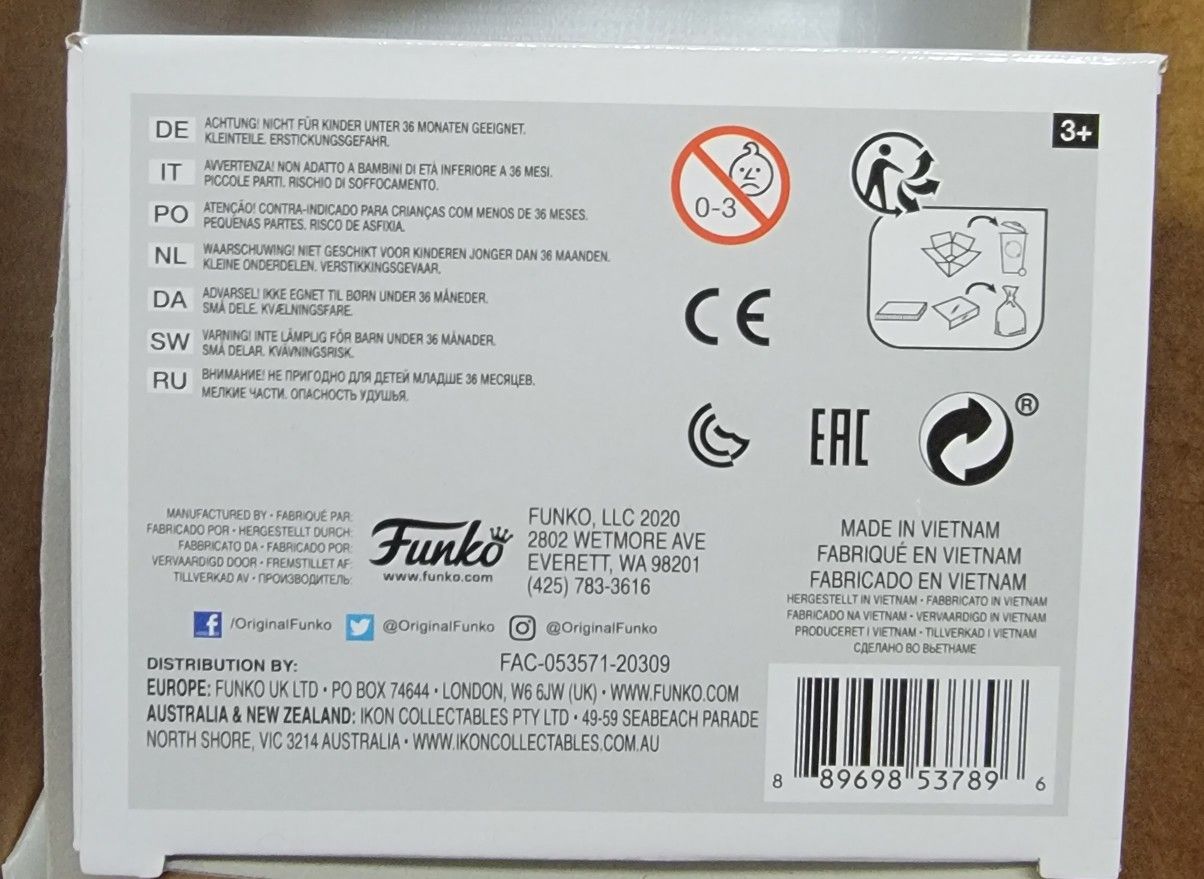 DE ACHTUNG! NICHT FÜR KINDER UNTER 36 MONATEN GEEIGNET.
KLEINTEILE. ERSTICKUNGSGEFAHR.
IT AVVERTENZA! NON ADATTO A BAMBINI DI ETÀ INFERIORE A 36 MESI.
PICCOLE PARTI. RISCHIO DI SOFFOCAMENTO.
PO ATENÇÃO! CONTRA-INDICADO PARA CRIANÇAS COM MENOS DE 36 MESES.
PEQUENAS PARTES. RISCO DE ASFIXIA.
NL WAARSCHUWING! NIET GESCHIKT VOOR KINDEREN JONGER DAN 36 MAANDEN.
KLEINE ONDERDELEN. VERSTIKKINGSGEVAAR.
DA ADVARSEL! IKKE EGNET TIL BØRN UNDER 36 MÅNEDER.
SMÅ DELE. KVÆLNINGSFARE.
SW VARNING! INTE LÄMPLIG FÖR BARN UNDER 36 MÅNADER.
SMÅ DELAR. KVÄVNINGSRISK.
RU ВНИМАНИЕ! НЕ ПРИГОДНО ДЛЯ ДЕТЕЙ МЛАДШЕ 36 МЕСЯЦЕВ.
МЕЛКИЕ ЧАСТИ. ОПАСНОСТЬ УДУШЬЯ.
0-3
3+
CE
EAC
®
MANUFACTURED BY • FABRIQUÉ PAR:
FABRICADO POR • HERGESTELLT DURCH:
FABBRICATO DA • FABRICADO POR:
VERVAARDIGD DOOR • FREMSTILLET AF:
TILLVERKAD AV • ПРОИЗВОДИТЕЛЬ:
Funko
www.funko.com
FUNKO, LLC 2020
2802 WETMORE AVE
EVERETT, WA 98201
(425) 783-3616
/OriginalFunko @OriginalFunko @OriginalFunko
MADE IN VIETNAM
FABRIQUÉ EN VIETNAM
FABRICADO EN VIETNAM
HERGESTELLT IN VIETNAM • FABBRICATO IN VIETNAM
FABRICADO NA VIETNAM • VERVAARDIGD IN VIETNAM
PRODUCERET I VIETNAM • TILLVERKAD I VIETNAM
СДЕЛАНО ВО ВЬЕТНАМЕ
DISTRIBUTION BY: FAC-053571-20309
EUROPE: FUNKO UK LTD • PO BOX 74644 • LONDON, W6 6JW (UK) • WWW.FUNKO.COM
AUSTRALIA & NEW ZEALAND: IKON COLLECTABLES PTY LTD • 49-59 SEABEACH PARADE
NORTH SHORE, VIC 3214 AUSTRALIA • WWW.IKONCOLLECTABLES.COM.AU
8 89698 53789 6